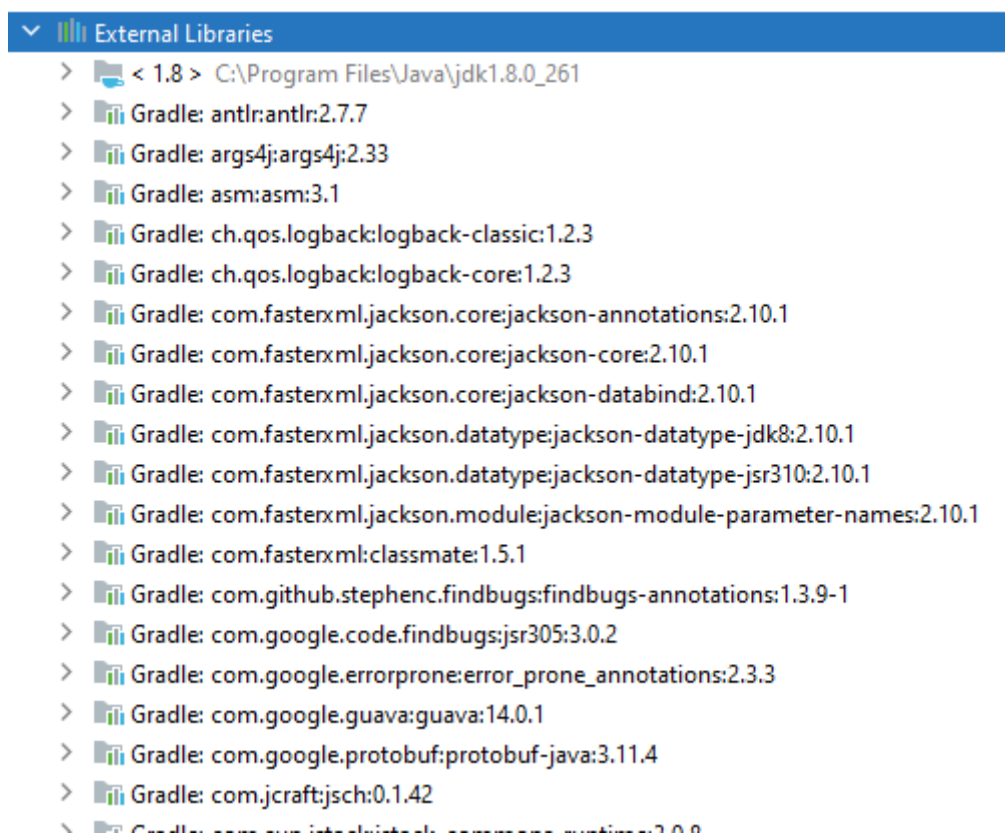 External Libraries
< 1.8 > C:\Program Files\Java\jdk1.8.0_261
Gradle: antlr:antlr:2.7.7
Gradle: args4j:args4j:2.33
Gradle: asm:asm:3.1
Gradle: ch.qos.logback:logback-classic:1.2.3
Gradle: ch.qos.logback:logback-core:1.2.3
Gradle: com.fasterxml.jackson.core:jackson-annotations:2.10.1
Gradle: com.fasterxml.jackson.core:jackson-core:2.10.1
Gradle: com.fasterxml.jackson.core:jackson-databind:2.10.1
Gradle: com.fasterxml.jackson.datatype:jackson-datatype-jdk8:2.10.1
Gradle: com.fasterxml.jackson.datatype:jackson-datatype-jsr310:2.10.1
Gradle: com.fasterxml.jackson.module:jackson-module-parameter-names:2.10.1
Gradle: com.fasterxml:classmate:1.5.1
Gradle: com.github.stephenc.findbugs:findbugs-annotations:1.3.9-1
Gradle: com.google.code.findbugs:jsr305:3.0.2
Gradle: com.google.errorprone:error_prone_annotations:2.3.3
Gradle: com.google.guava:guava:14.0.1
Gradle: com.google.protobuf:protobuf-java:3.11.4
Gradle: com.jcraft:jsch:0.1.42